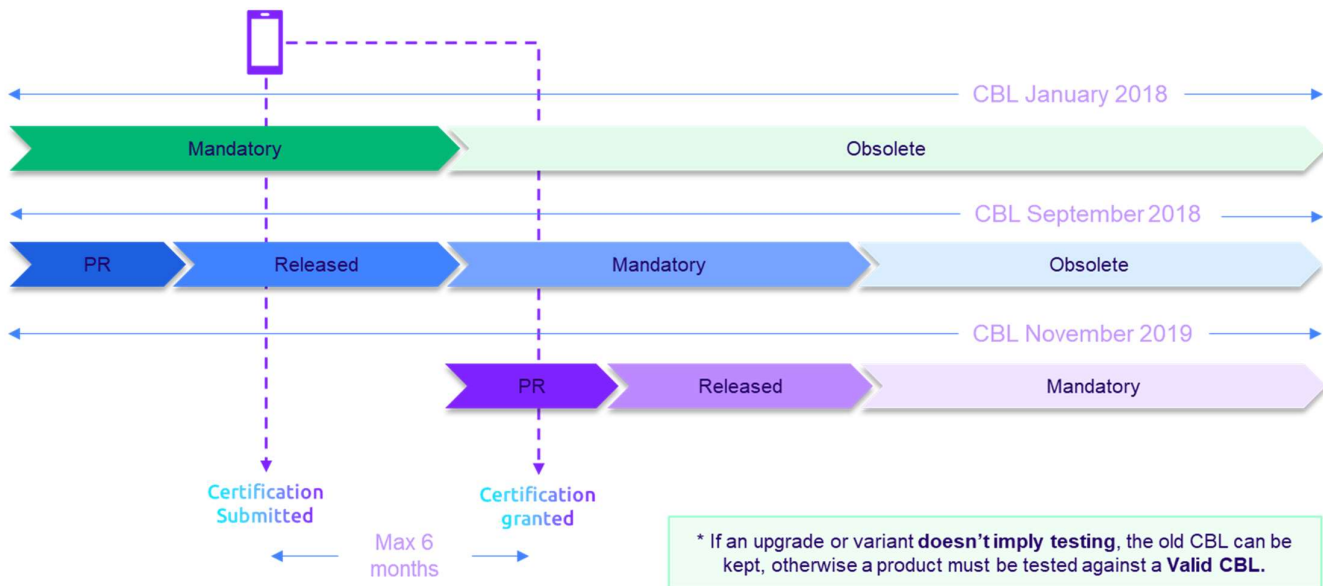 CBL January 2018
Mandatory
Obsolete
CBL September 2018
PR
Released
Mandatory
Obsolete
CBL November 2019
PR
Released
Mandatory
Certification
Submitted
Certification
granted
Max 6
months
* If an upgrade or variant doesn't imply testing, the old CBL can be
kept, otherwise a product must be tested against a Valid CBL.